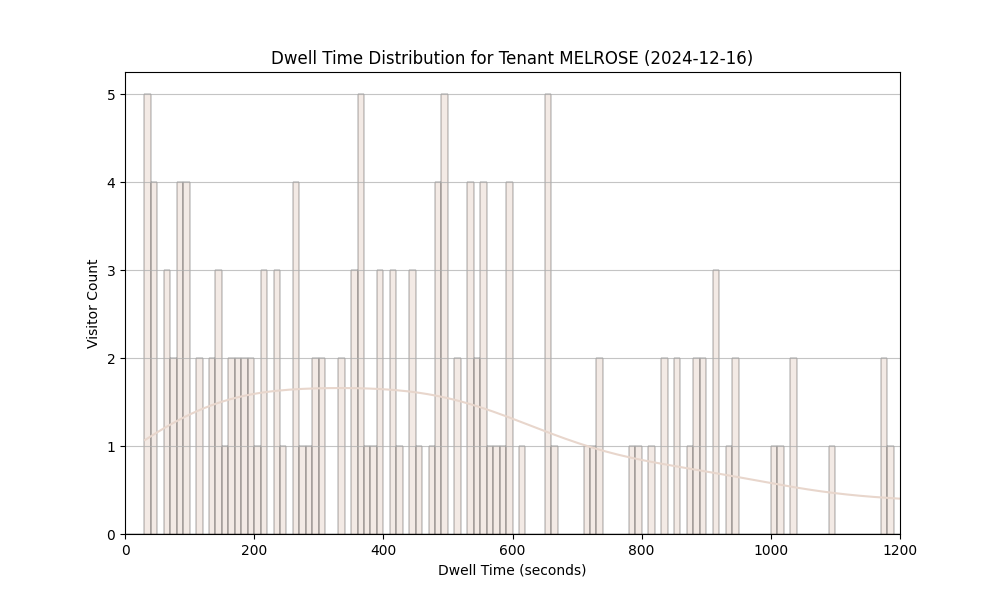 Dwell Time Distribution for Tenant MELROSE (2024-12-16)
5
4
3
2
1
0
Visitor Count
0 200 400 600 800 1000 1200
Dwell Time (seconds)